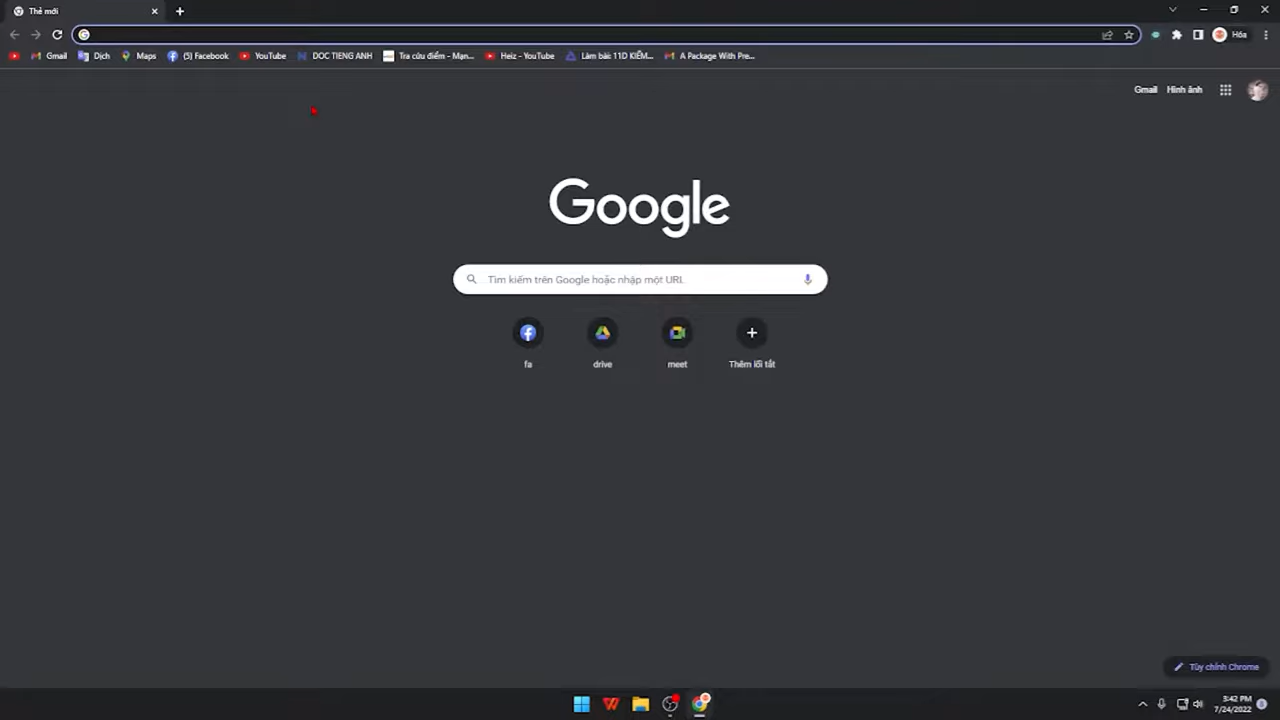 Thẻ mới
Hóa
Gmail
Dịch
Maps
(5) Facebook
YouTube
DOC TIENG ANH
Tra cứu điểm - Mạn...
Heiz - YouTube
Làm bài: 11D KIỂM...
A Package With Pre...
Gmail
Hình ảnh
Google
Tìm kiếm trên Google hoặc nhập một URL
fa
drive
meet
Thêm lối tắt
Tùy chỉnh Chrome
3:42 PM
7/24/2022